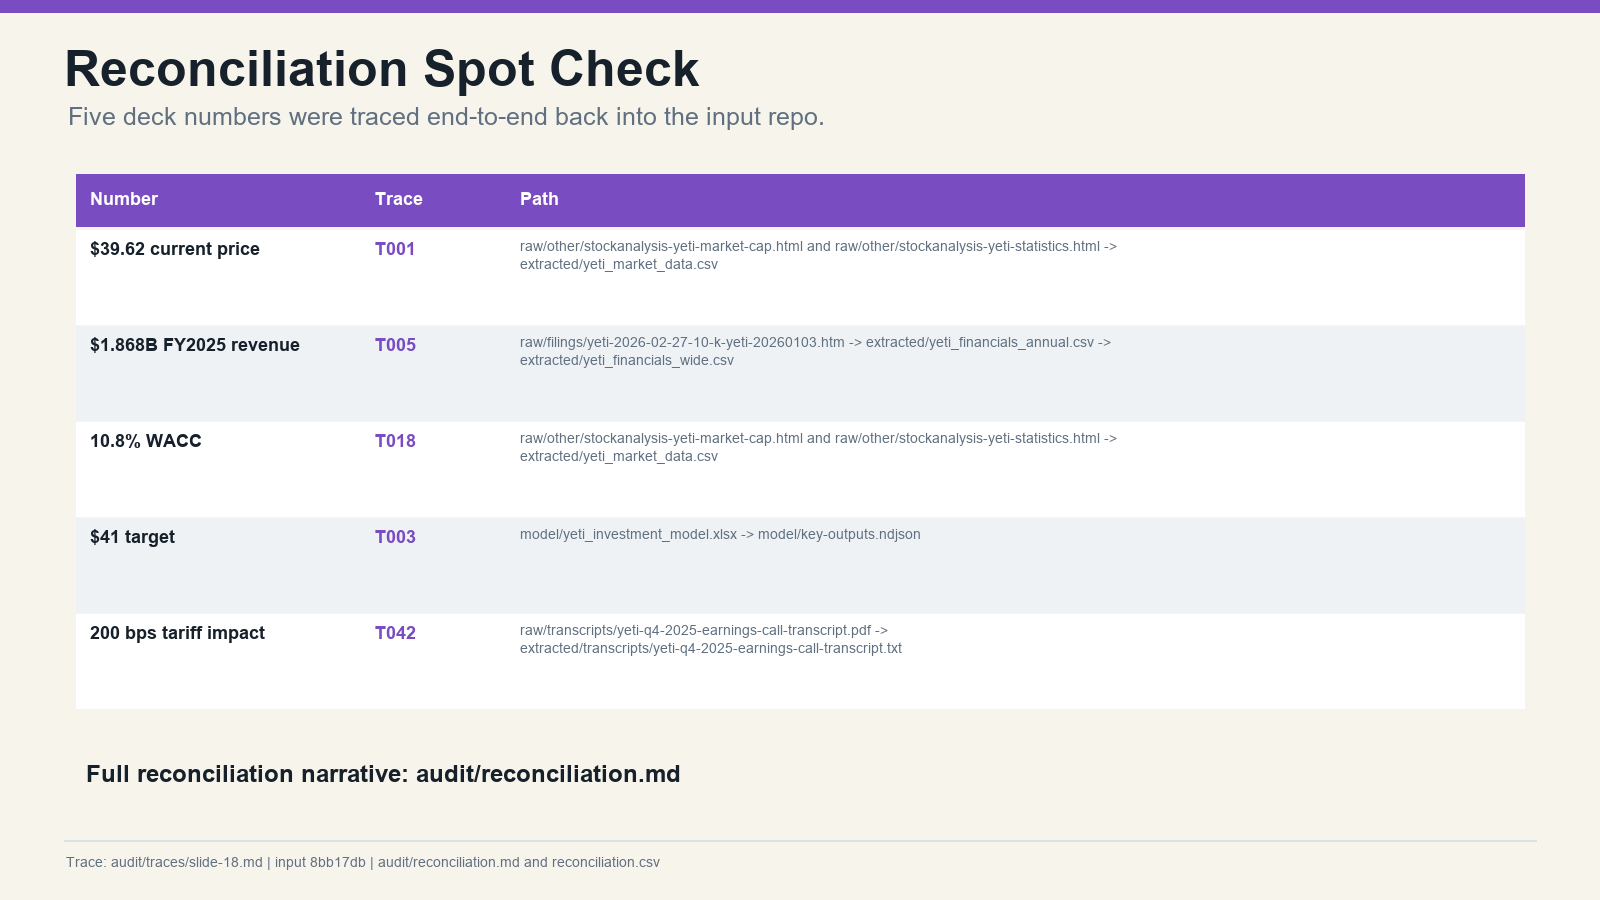 Reconciliation Spot Check
Five deck numbers were traced end-to-end back into the input repo.
Number Trace Path
$39.62 current price T001 raw/other/stockanalysis-yeti-market-cap.html and raw/other/stockanalysis-yeti-statistics.html ->
extracted/yeti_market_data.csv
$1.868B FY2025 revenue T005 raw/filings/yeti-2026-02-27-10-k-yeti-20260103.htm -> extracted/yeti_financials_annual.csv ->
extracted/yeti_financials_wide.csv
10.8% WACC T018 raw/other/stockanalysis-yeti-market-cap.html and raw/other/stockanalysis-yeti-statistics.html ->
extracted/yeti_market_data.csv
$41 target T003 model/yeti_investment_model.xlsx -> model/key-outputs.ndjson
200 bps tariff impact T042 raw/transcripts/yeti-q4-2025-earnings-call-transcript.pdf ->
extracted/transcripts/yeti-q4-2025-earnings-call-transcript.txt
Full reconciliation narrative: audit/reconciliation.md
Trace: audit/traces/slide-18.md | input 8bb17db | audit/reconciliation.md and reconciliation.csv